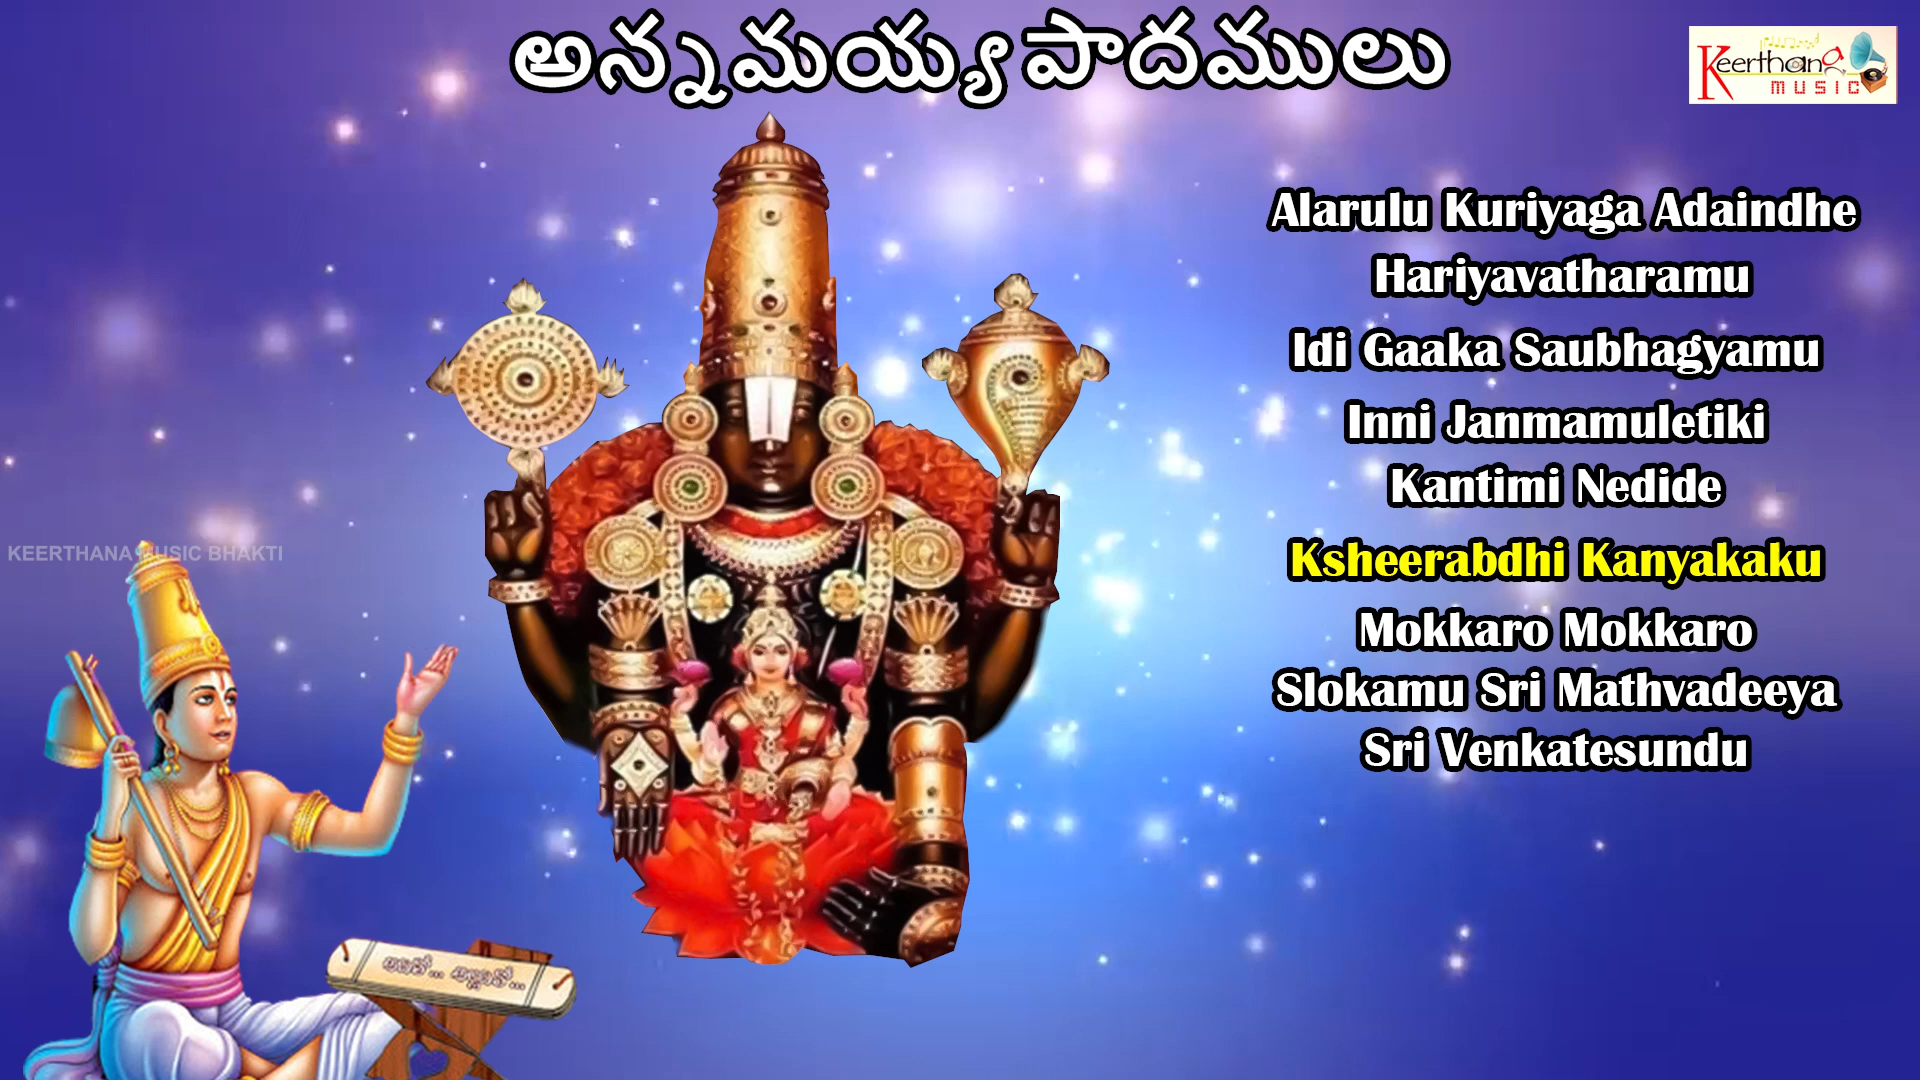 అన్నమయ్య పాదములు
Keerthana
MUSIC
Alarulu Kuriyaga Adaindhe
Hariyavatharamu
Idi Gaaka Saubhagyamu
Inni Janmamuletiki
Kantimi Nedide
KEERTHANA MUSIC BHAKTI
Ksheerabdhi Kanyakaku
Mokkaro Mokkaro
Slokamu Sri Mathvadeeya
Sri Venkatesundu